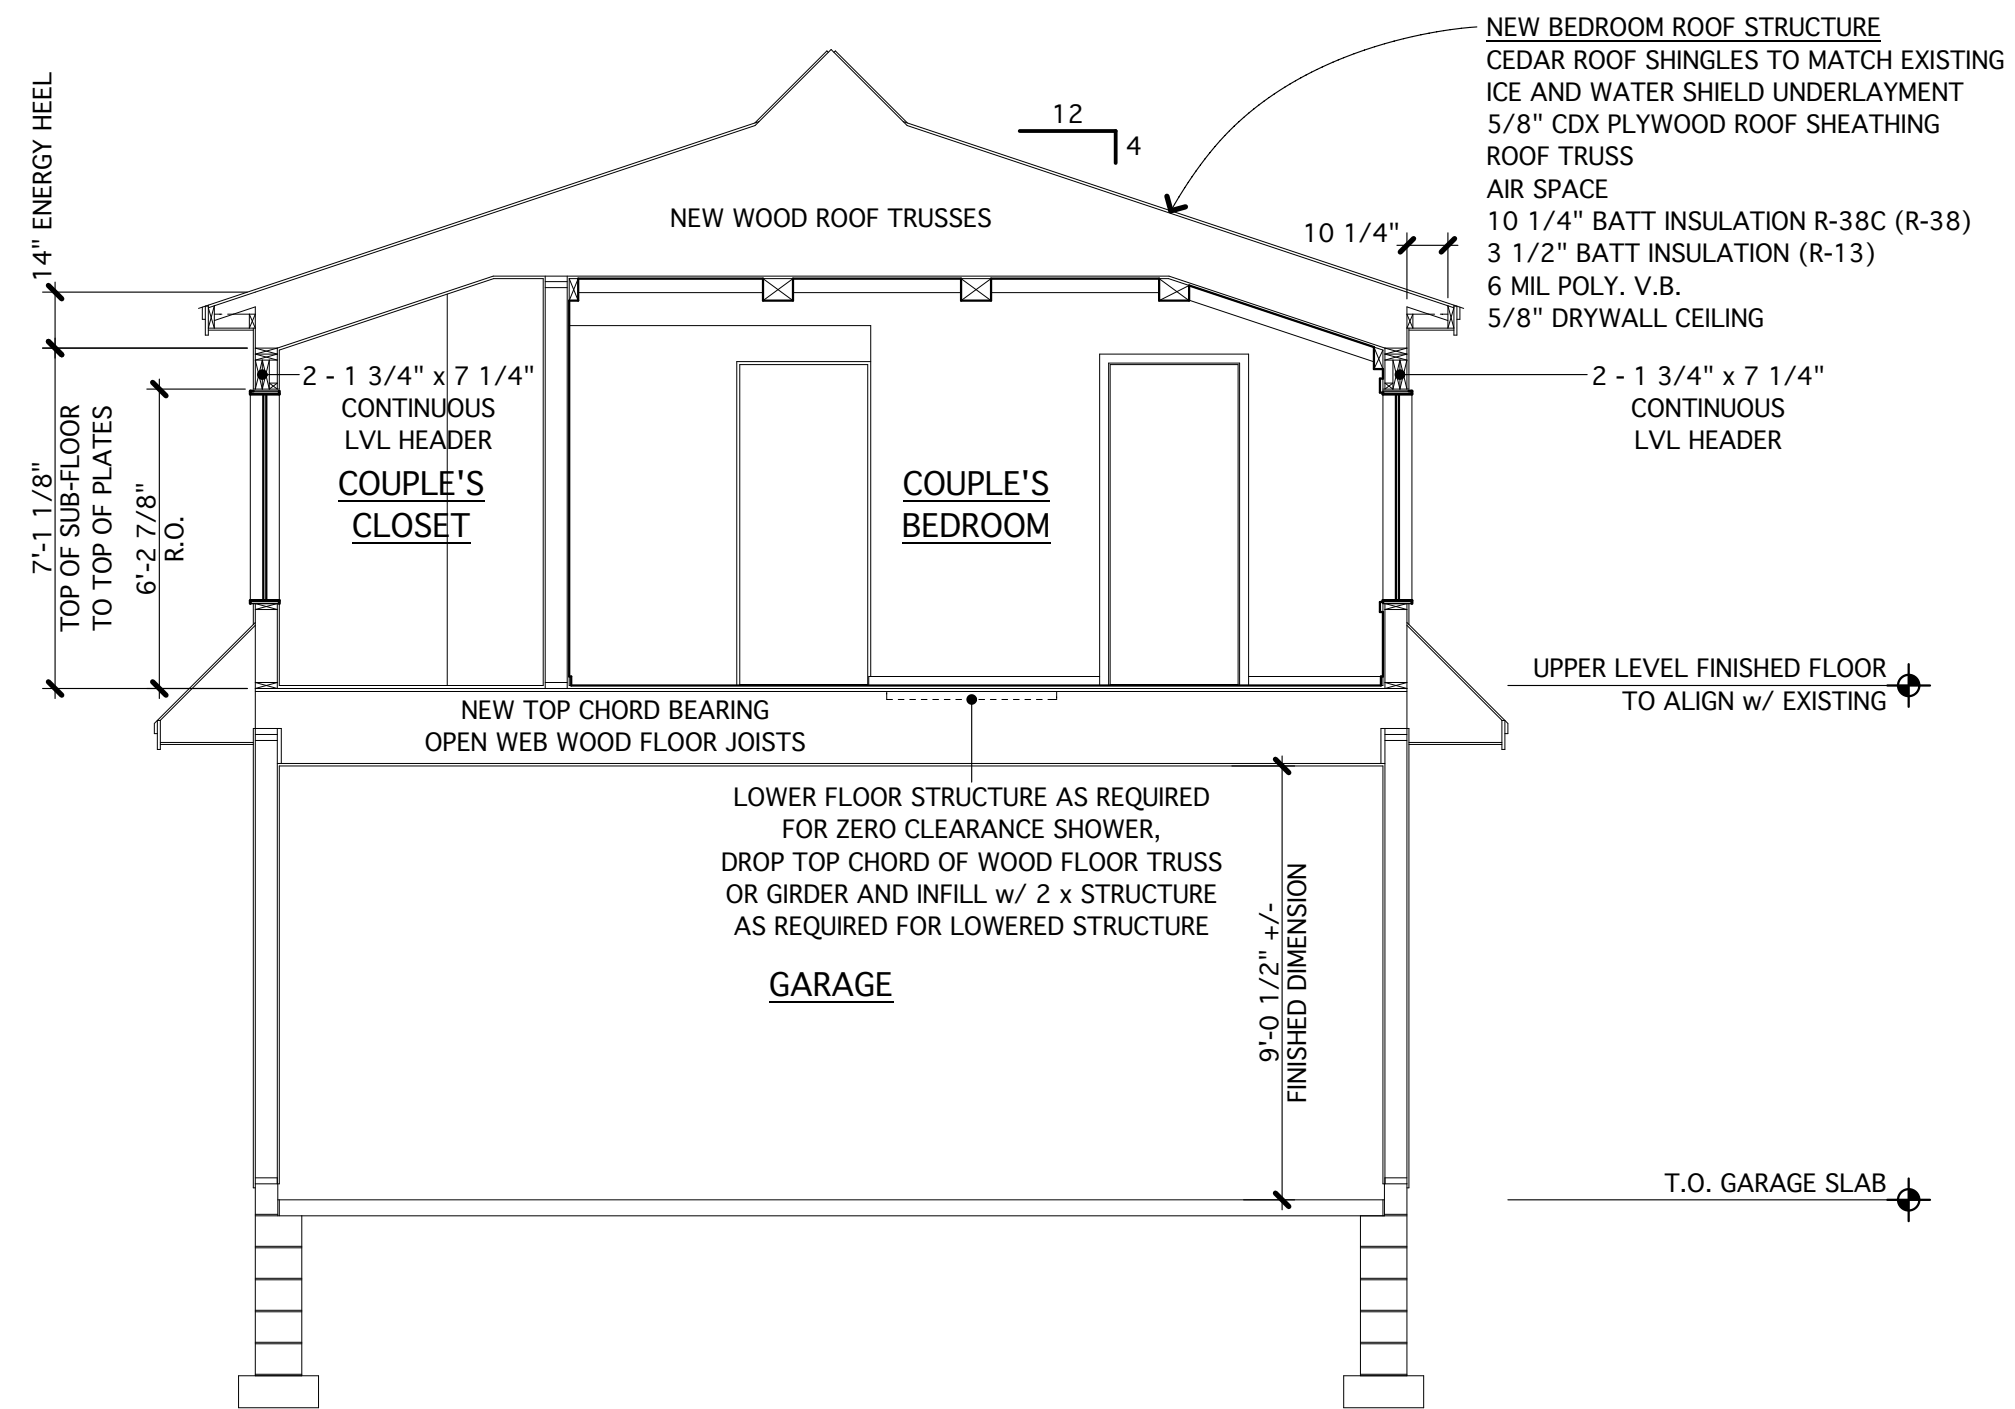 NEW BEDROOM ROOF STRUCTURE
CEDAR ROOF SHINGLES TO MATCH EXISTING
ICE AND WATER SHIELD UNDERLAYMENT
5/8" CDX PLYWOOD ROOF SHEATHING
ROOF TRUSS
AIR SPACE
10 1/4" BATT INSULATION R-38C (R-38)
3 1/2" BATT INSULATION (R-13)
6 MIL POLY. V.B.
5/8" DRYWALL CEILING
12
4
14" ENERGY HEEL
NEW WOOD ROOF TRUSSES
10 1/4"
2 - 1 3/4" x 7 1/4"
CONTINUOUS
LVL HEADER
2 - 1 3/4" x 7 1/4"
CONTINUOUS
LVL HEADER
7'-1 1/8"
TOP OF SUB-FLOOR
TO TOP OF PLATES
6'-2 7/8"
R.O.
COUPLE'S
CLOSET
COUPLE'S
BEDROOM
UPPER LEVEL FINISHED FLOOR
TO ALIGN w/ EXISTING
NEW TOP CHORD BEARING
OPEN WEB WOOD FLOOR JOISTS
LOWER FLOOR STRUCTURE AS REQUIRED
FOR ZERO CLEARANCE SHOWER,
DROP TOP CHORD OF WOOD FLOOR TRUSS
OR GIRDER AND INFILL w/ 2 x STRUCTURE
AS REQUIRED FOR LOWERED STRUCTURE
9'-0 1/2" +/-
FINISHED DIMENSION
GARAGE
T.O. GARAGE SLAB